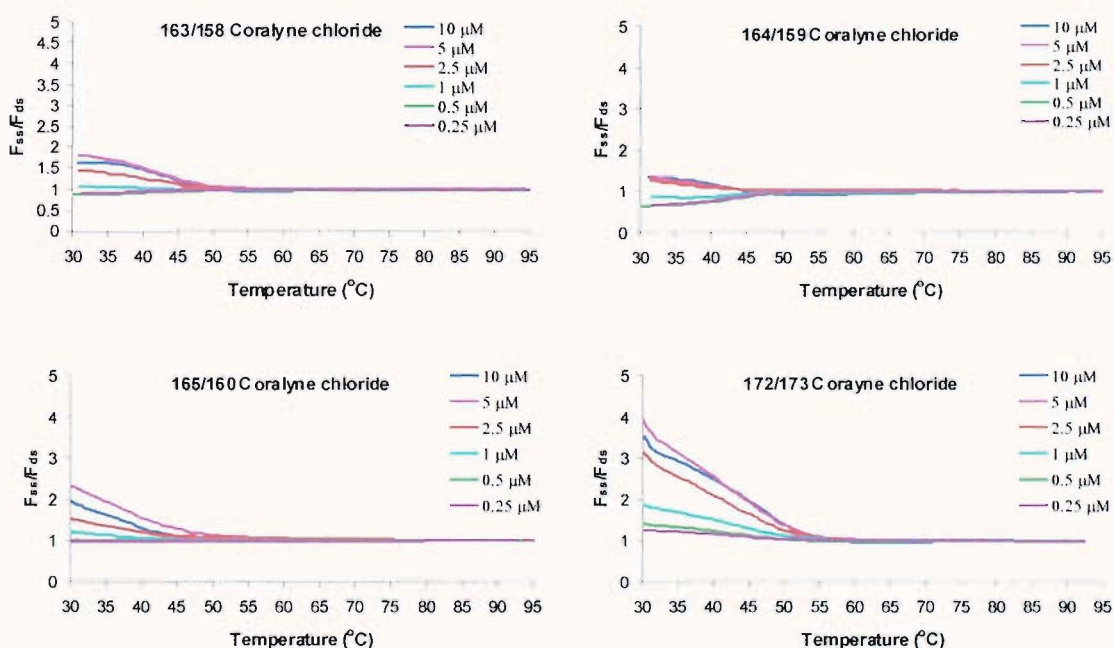 163/158 Coralyne chloride
10 μM
5 μM
2.5 μM
1 μM
0.5 μM
0.25 μM
5
4.5
4
3.5
3
2.5
2
1.5
1
0.5
0
Fss/Fds
30 35 40 45 50 55 60 65 70 75 80 85 90 95
Temperature (°C)
164/159 Coralyne chloride
10 μM
5 μM
2.5 μM
1 μM
0.5 μM
0.25 μM
5
4
3
2
1
0
Fss/Fds
30 35 40 45 50 55 60 65 70 75 80 85 90 95
Temperature (°C)
165/160 Coralyne chloride
10 μM
5 μM
2.5 μM
1 μM
0.5 μM
0.25 μM
5
4
3
2
1
0
Fss/Fds
30 35 40 45 50 55 60 65 70 75 80 85 90 95
Temperature (°C)
172/173 Corayne chloride
10 μM
5 μM
2.5 μM
1 μM
0.5 μM
0.25 μM
5
4
3
2
1
0
Fss/Fds
30 35 40 45 50 55 60 65 70 75 80 85 90 95
Temperature (°C)